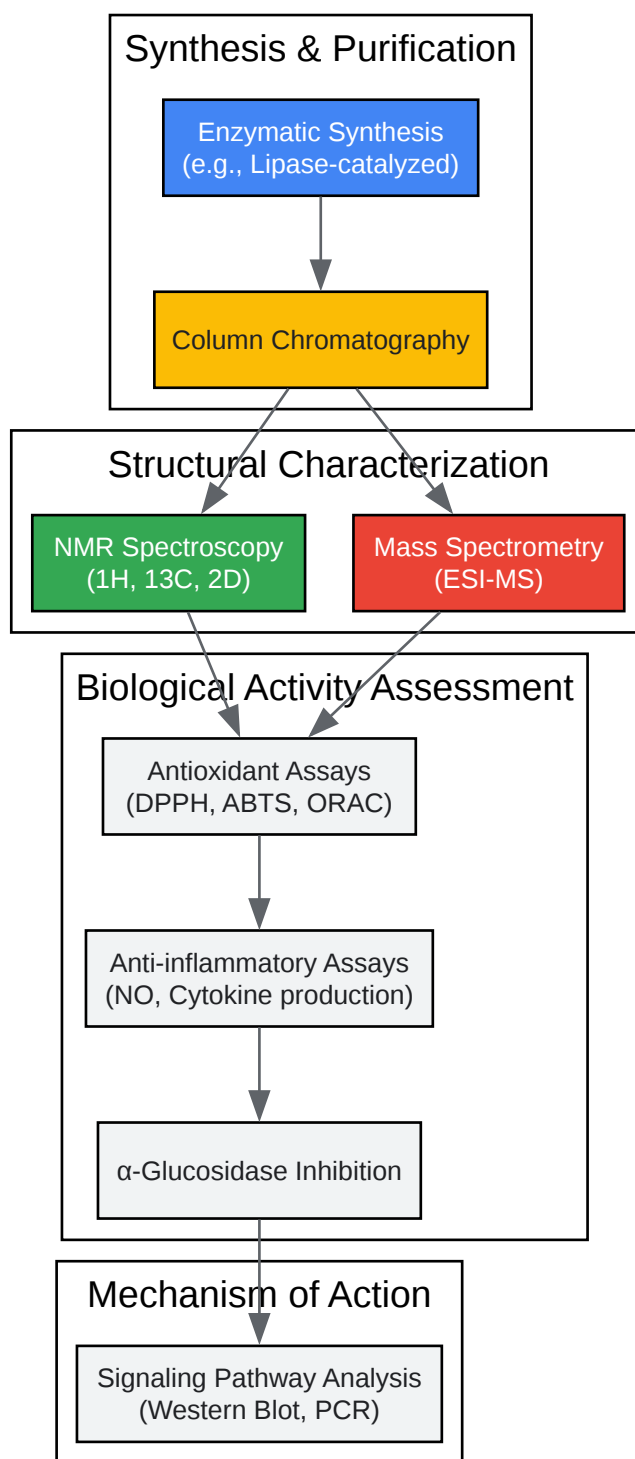 Synthesis & Purification
Enzymatic Synthesis
(e.g., Lipase-catalyzed)
Column Chromatography
Structural Characterization
NMR Spectroscopy
(1H, 13C, 2D)
Mass Spectrometry
(ESI-MS)
Biological Activity Assessment
Antioxidant Assays
(DPPH, ABTS, ORAC)
Anti-inflammatory Assays
(NO, Cytokine production)
α-Glucosidase Inhibition
Mechanism of Action
Signaling Pathway Analysis
(Western Blot, PCR)